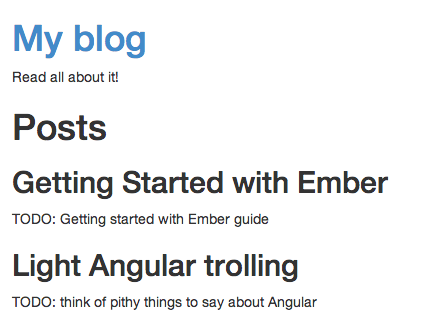 My blog
Read all about it!
Posts
Getting Started with Ember
TODO: Getting started with Ember guide
Light Angular trolling
TODO: think of pithy things to say about Angular